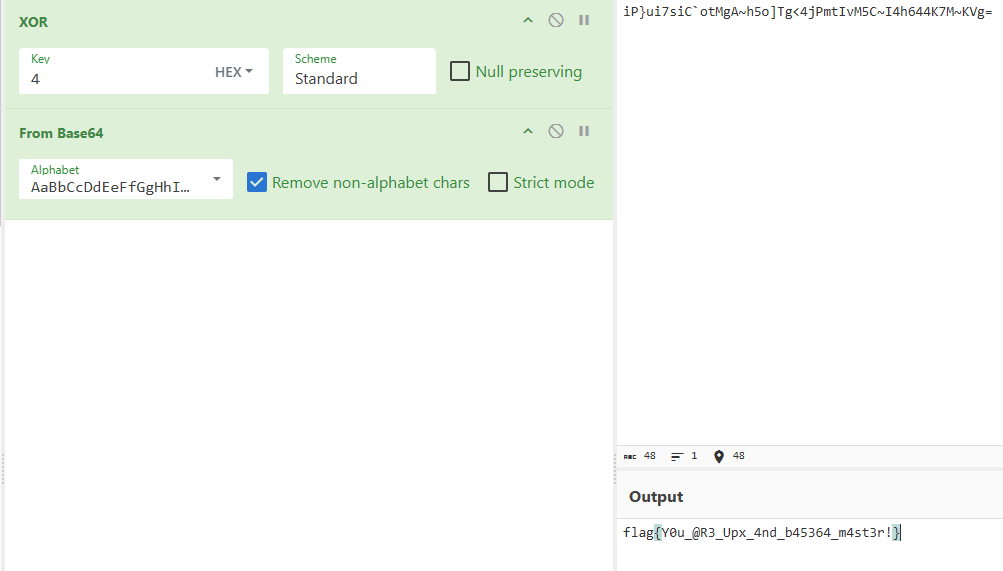 XOR
Key
4
HEX
Scheme
Standard
Null preserving
From Base64
Alphabet
AaBbCcDdEeFfGgHhI…
Remove non-alphabet chars
Strict mode
iP}ui7siC`otMgA~h5o]Tg<4jPmtIvM5C~I4h644K7M~KVg=
ABC 48 1 48
Output
flag{Y0u_@R3_Upx_4nd_b45364_m4st3r!}